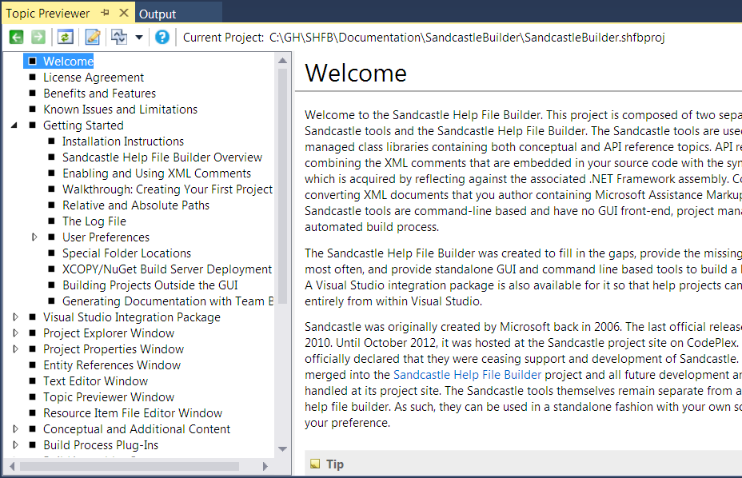 Topic Previewer
Output
Current Project: C:\GH\SHFB\Documentation\SandcastleBuilder\SandcastleBuilder.shfbproj
Welcome
License Agreement
Benefits and Features
Known Issues and Limitations
Getting Started
Installation Instructions
Sandcastle Help File Builder Overview
Enabling and Using XML Comments
Walkthrough: Creating Your First Project
Relative and Absolute Paths
The Log File
User Preferences
Special Folder Locations
XCOPY/NuGet Build Server Deployment
Building Projects Outside the GUI
Generating Documentation with Team B
Visual Studio Integration Package
Project Explorer Window
Project Properties Window
Entity References Window
Text Editor Window
Topic Previewer Window
Resource Item File Editor Window
Conceptual and Additional Content
Build Process Plug-Ins
Welcome
Welcome to the Sandcastle Help File Builder. This project is composed of two sepa
Sandcastle tools and the Sandcastle Help File Builder. The Sandcastle tools are used
managed class libraries containing both conceptual and API reference topics. API re
combining the XML comments that are embedded in your source code with the syn
which is acquired by reflecting against the associated .NET Framework assembly. Co
converting XML documents that you author containing Microsoft Assistance Markup
Sandcastle tools are command-line based and have no GUI front-end, project mana
automated build process.
The Sandcastle Help File Builder was created to fill in the gaps, provide the missing
most often, and provide standalone GUI and command line based tools to build a
A Visual Studio integration package is also available for it so that help projects can
entirely from within Visual Studio.
Sandcastle was originally created by Microsoft back in 2006. The last official release
2010. Until October 2012, it was hosted at the Sandcastle project site on CodePlex.
officially declared that they were ceasing support and development of Sandcastle.
merged into the Sandcastle Help File Builder project and all future development an
handled at its project site. The Sandcastle tools themselves remain separate from a
help file builder. As such, they can be used in a standalone fashion with your own sc
your preference.
Tip